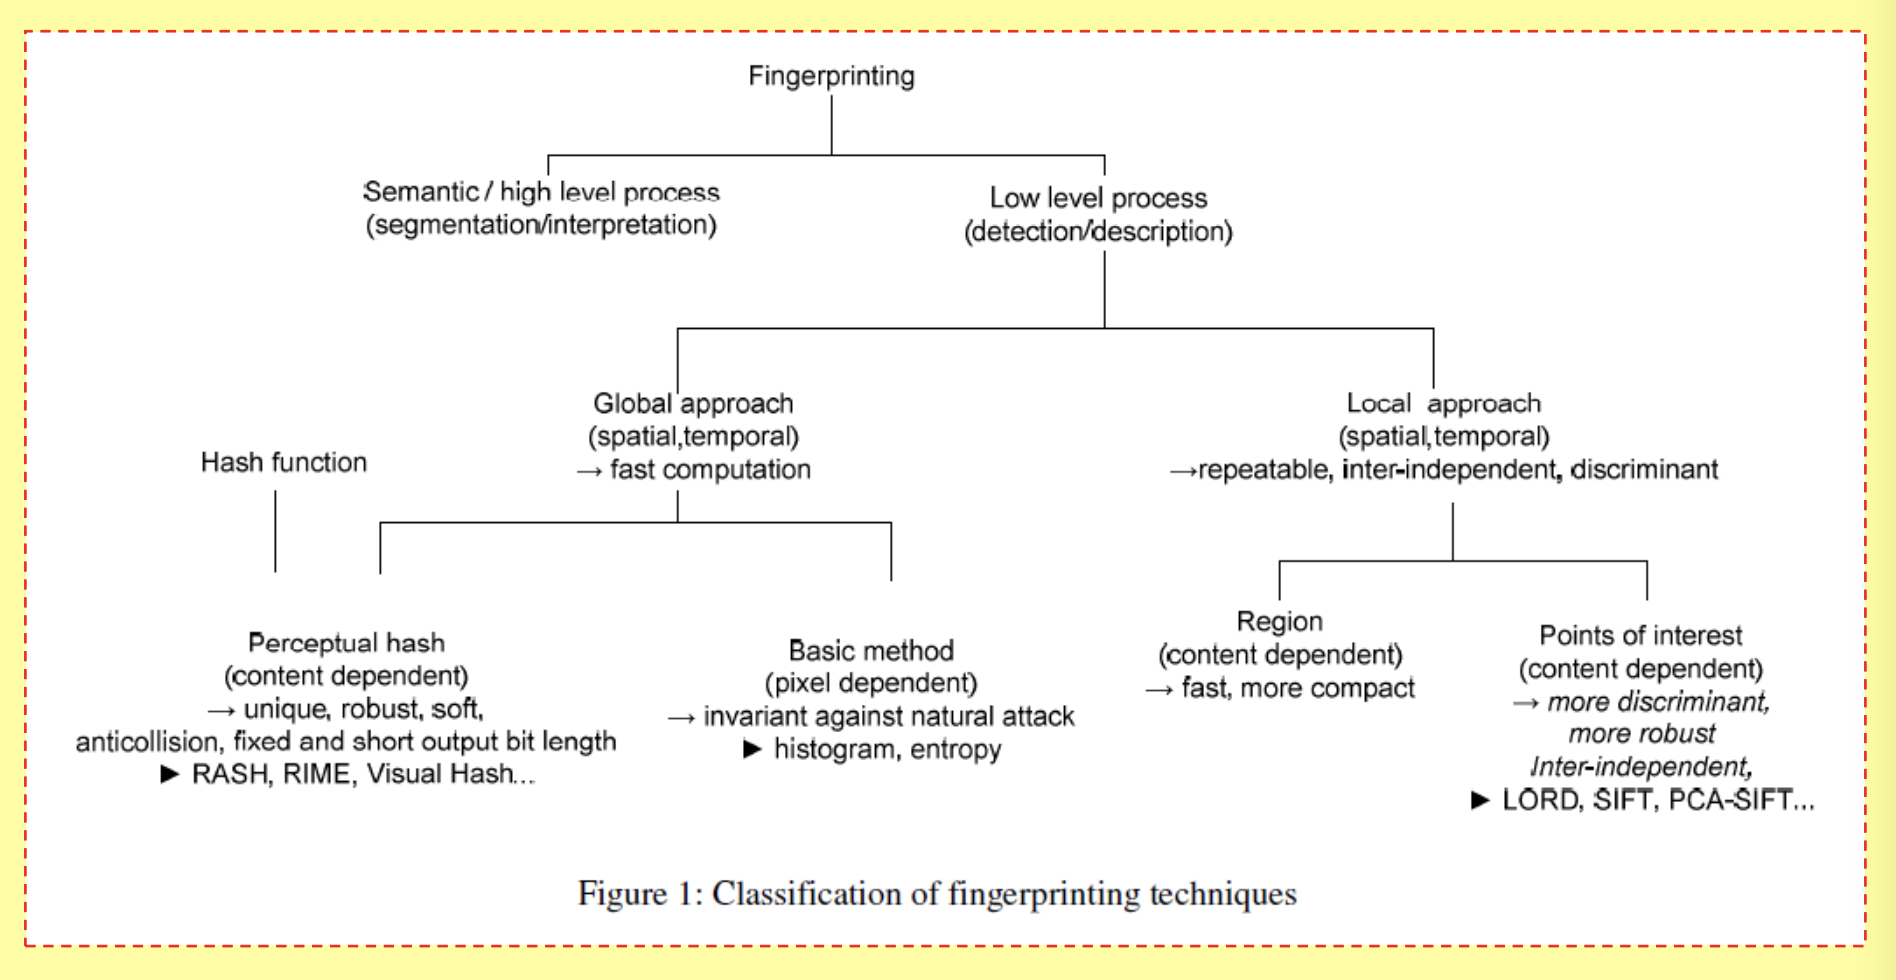 Fingerprinting
Semantic / high level process
(segmentation/interpretation)
Low level process
(detection/description)
Global approach
(spatial,temporal)
→ fast computation
Local approach
(spatial,temporal)
→repeatable, inter-independent, discriminant
Hash function
Perceptual hash
(content dependent)
→ unique, robust, soft,
anticollision, fixed and short output bit length
► RASH, RIME, Visual Hash...
Basic method
(pixel dependent)
→ invariant against natural attack
► histogram, entropy
Region
(content dependent)
→ fast, more compact
Points of interest
(content dependent)
→ more discriminant,
more robust
Inter-independent,
► LORD, SIFT, PCA-SIFT...
Figure 1: Classification of fingerprinting techniques